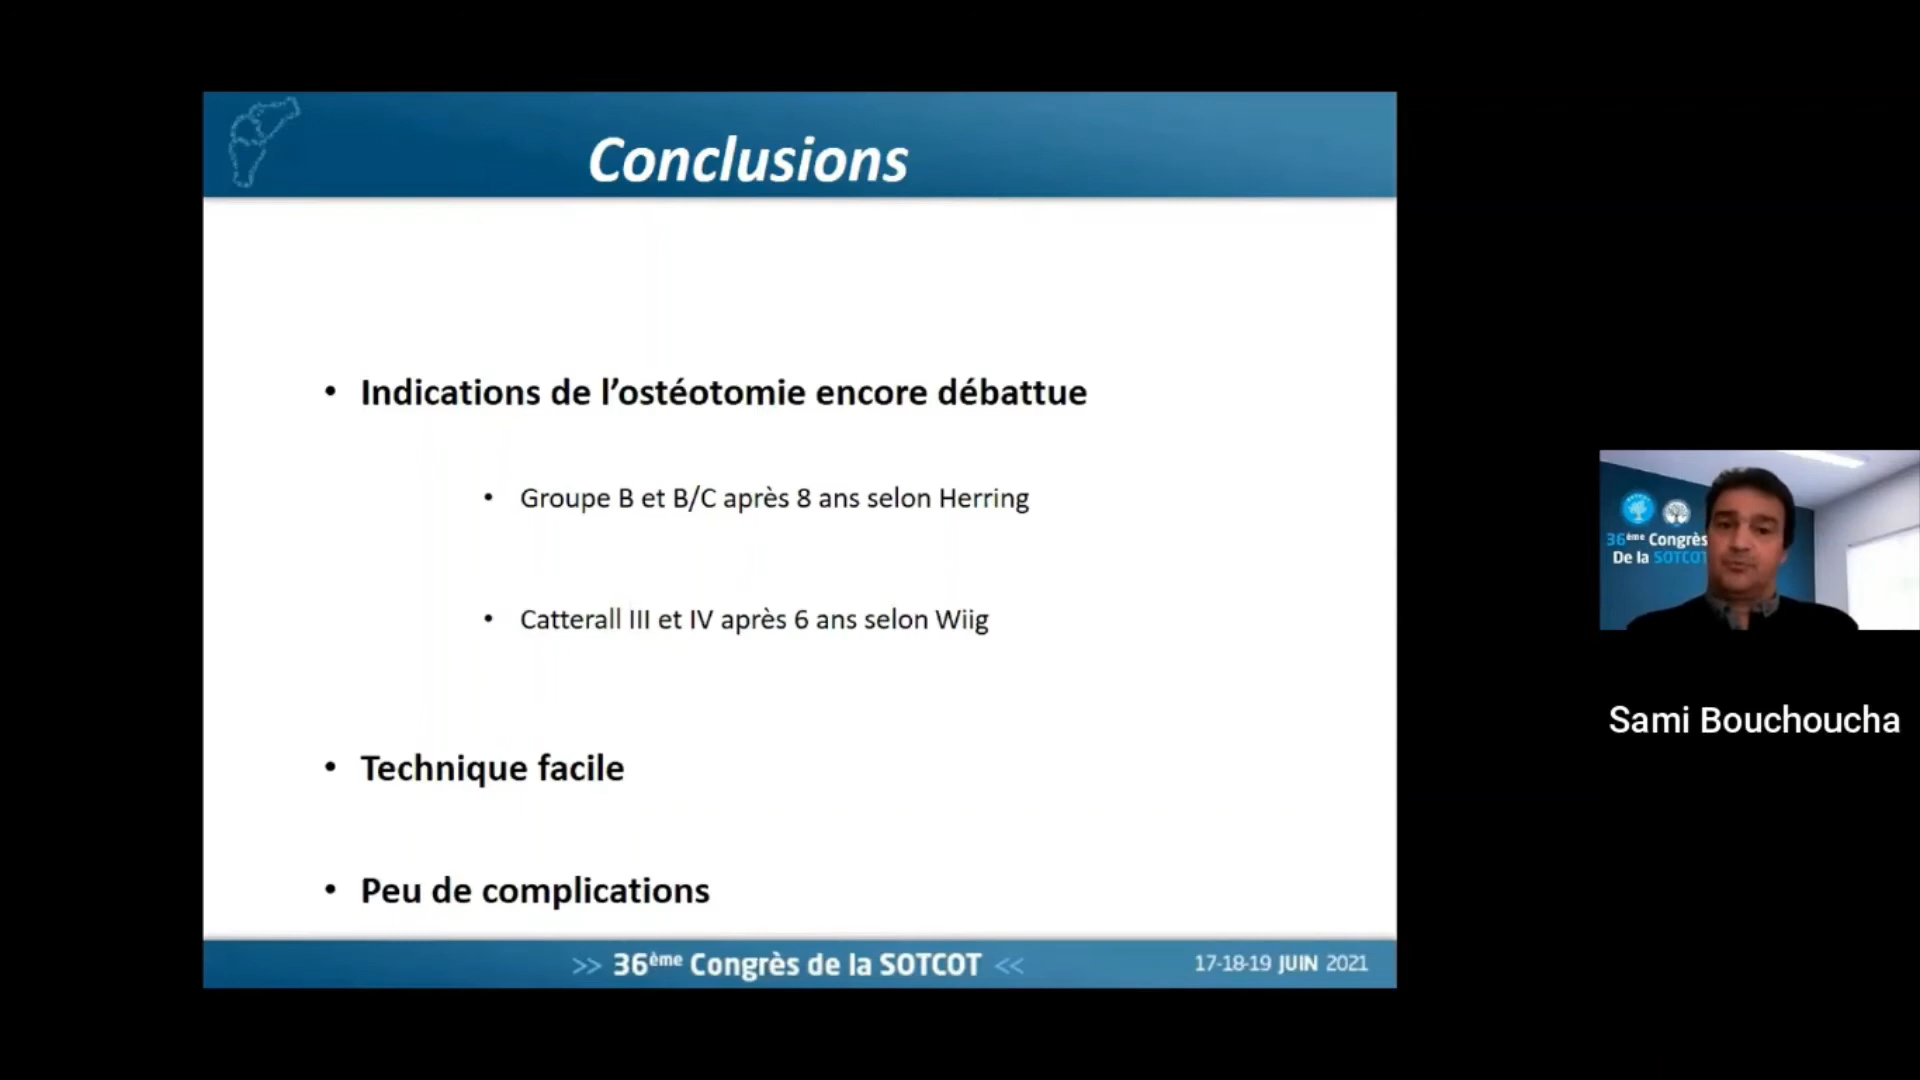 Conclusions
• Indications de l’ostéotomie encore débattue
• Groupe B et B/C après 8 ans selon Herring
• Catterall III et IV après 6 ans selon Wiig
• Technique facile
• Peu de complications
>> 36ème Congrès de la SOTCOT <<
17-18-19 JUIN 2021
36ème Congrès
De la SOTCOT
Sami Bouchoucha